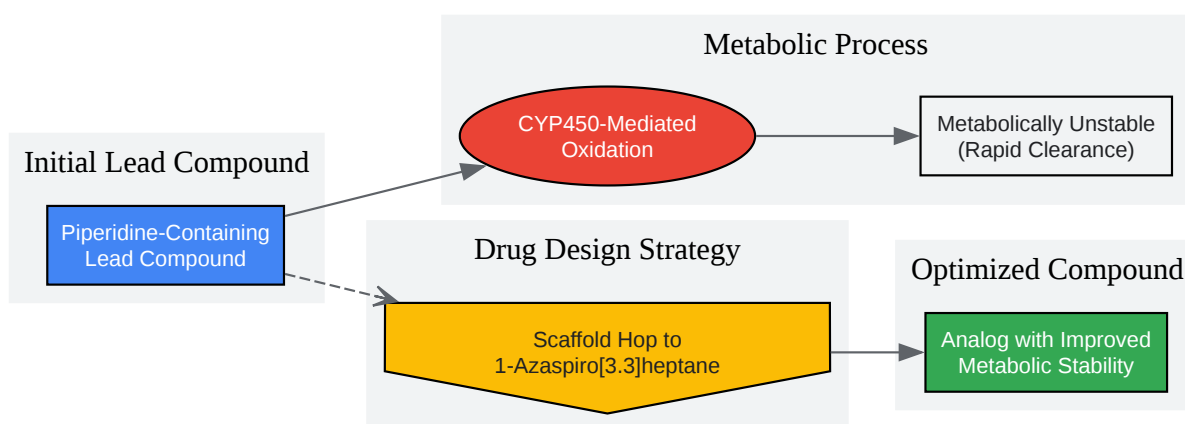 Metabolic Process
CYP450-Mediated
Oxidation
Metabolically Unstable
(Rapid Clearance)
Initial Lead Compound
Piperidine-Containing
Lead Compound
Drug Design Strategy
Scaffold Hop to
1-Azaspiro[3.3]heptane
Optimized Compound
Analog with Improved
Metabolic Stability